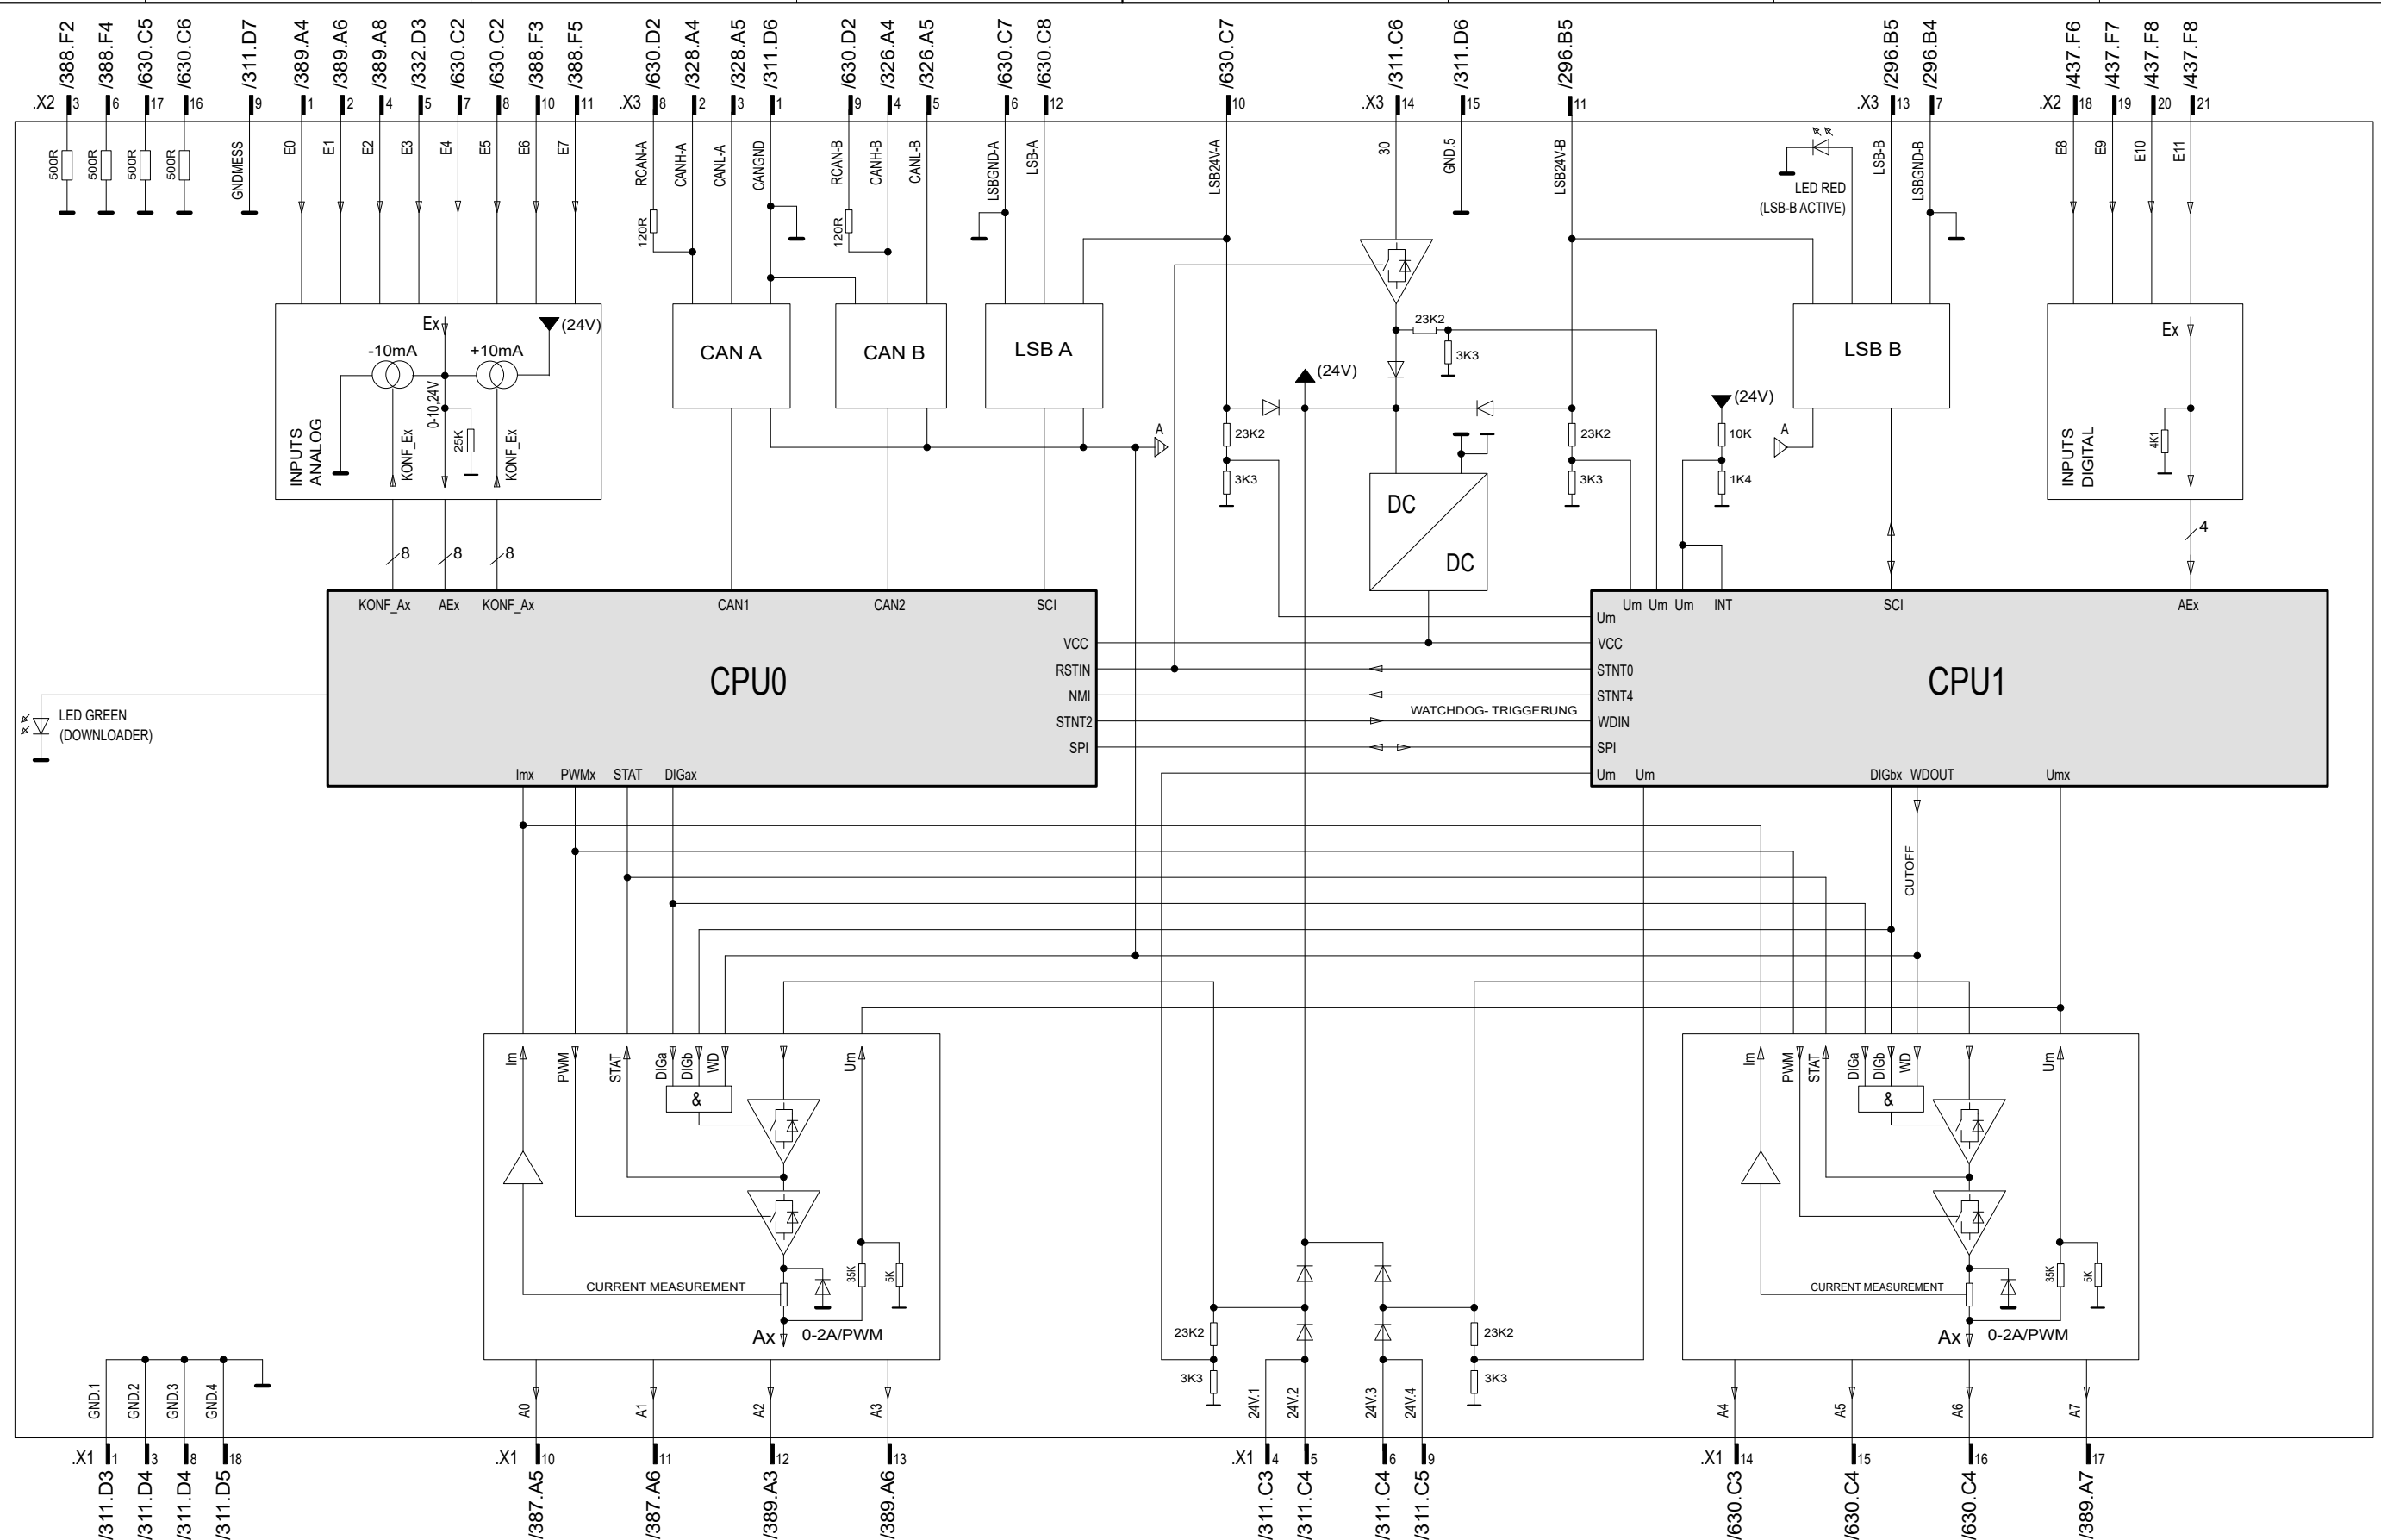 /388.F2
/388.F4
/630.C5
/630.C6
/311.D7
/389.A4
/389.A6
/389.A8
/332.D3
/630.C2
/630.C2
/388.F3
/388.F5
/630.D2
/328.A4
/328.A5
/311.D6
/630.D2
/326.A4
/326.A5
/630.C7
/630.C8
/630.C7
/311.C6
/311.D6
/296.B5
/296.B5
/296.B4
/437.F6
/437.F7
/437.F8
/437.F8
.X2 3 6 17 16 9 1 2 4 5 7 8 10 11
.X3 8 2 3 1 9 4 5 6 12 10
.X3 14 15 11
.X3 13 7
.X2 18 19 20 21
500R
500R
500R
500R
GNDMESS
E0
E1
E2
E3
E4
E5
E6
E7
RCAN-A
CANH-A
CANL-A
CANGND
RCAN-B
CANH-B
CANL-B
LSBGND-A
LSB-A
LSB24V-A
30
GND.5
LSB24V-B
LED RED
(LSB-B ACTIVE)
LSB-B
LSBGND-B
E8
E9
E10
E11
120R
120R
Ex
(24V)
-10mA
+10mA
0-10,24V
25K
KONF_Ex
KONF_Ex
INPUTS
ANALOG
CAN A
CAN B
LSB A
A
23K2
3K3
(24V)
23K2
3K3
23K2
3K3
DC
DC
(24V)
10K
1K4
A
LSB B
Ex
4K1
INPUTS
DIGITAL
8
8
8
4
KONF_Ax AEx KONF_Ax CAN1 CAN2 SCI
VCC
RSTIN
NMI
STNT2
SPI
CPU0
Imx PWMx STAT DIGax
LED GREEN
(DOWNLOADER)
WATCHDOG- TRIGGERUNG
Um Um Um INT SCI AEx
Um
VCC
STNT0
STNT4
WDIN
SPI
CPU1
Um Um DIGbx WDOUT Umx
CUTOFF
Im
PWM
STAT
DIGa
DIGb
WD
Um
&
CURRENT MEASUREMENT
35K
5K
Ax 0-2A/PWM
23K2
3K3
23K2
3K3
Im
PWM
STAT
DIGa
DIGb
WD
Um
&
CURRENT MEASUREMENT
35K
5K
Ax 0-2A/PWM
GND.1
GND.2
GND.3
GND.4
A0
A1
A2
A3
24V.1
24V.2
24V.3
24V.4
A4
A5
A6
A7
.X1 1 3 8 18
.X1 10 11 12 13
.X1 4 5 6 9
.X1 14 15 16 17
/311.D3
/311.D4
/311.D4
/311.D5
/387.A5
/387.A6
/389.A3
/389.A6
/311.C3
/311.C4
/311.C4
/311.C5
/630.C3
/630.C4
/630.C4
/389.A7